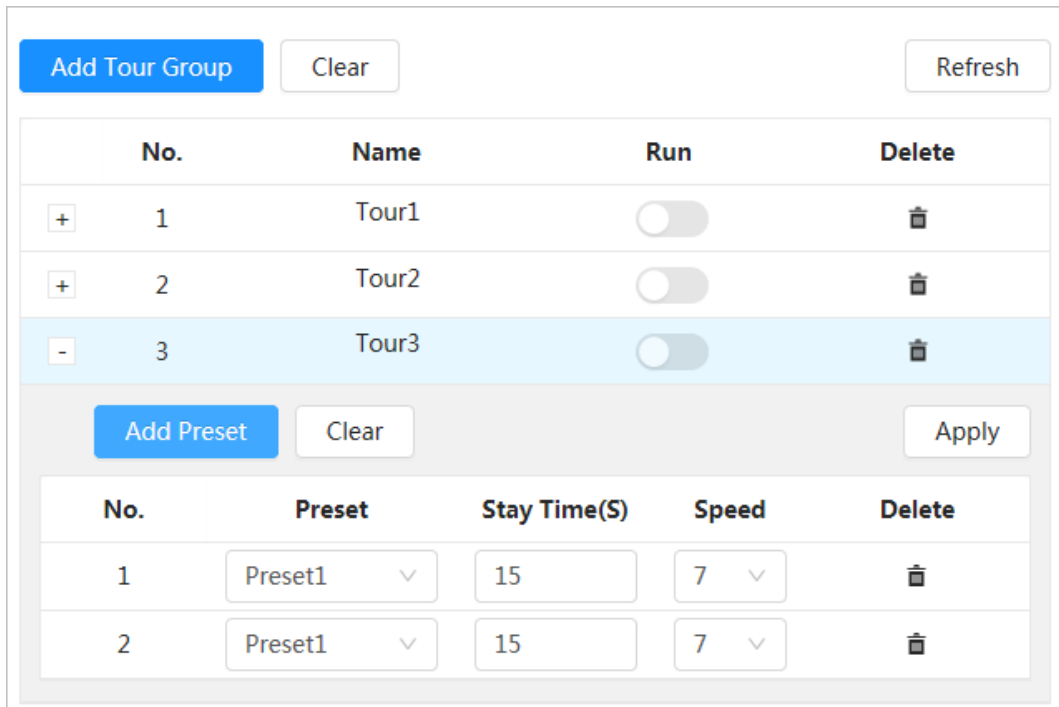 Add Tour Group Clear Refresh
No. Name Run Delete
+ 1 Tour1
+ 2 Tour2
- 3 Tour3
Add Preset Clear Apply
No. Preset Stay Time(S) Speed Delete
1 Preset1 15 7
2 Preset1 15 7